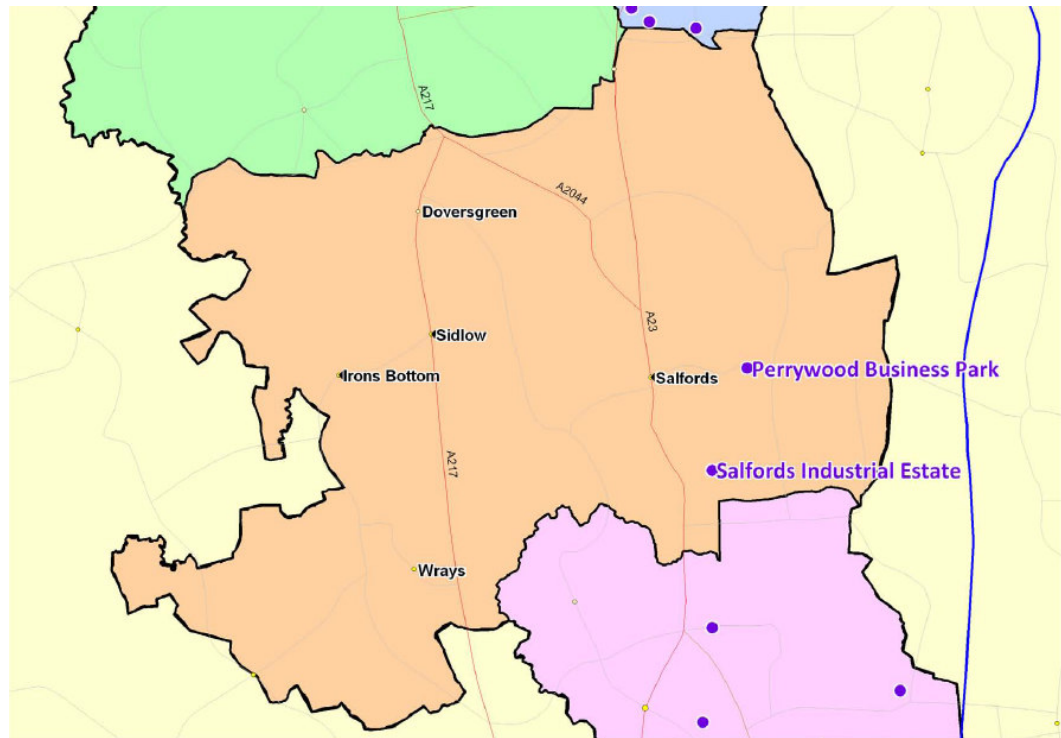 A217
A2044
Doversgreen
A23
Sidlow
Perrywood Business Park
Irons Bottom
Salfords
A217
Salfords Industrial Estate
Wrays